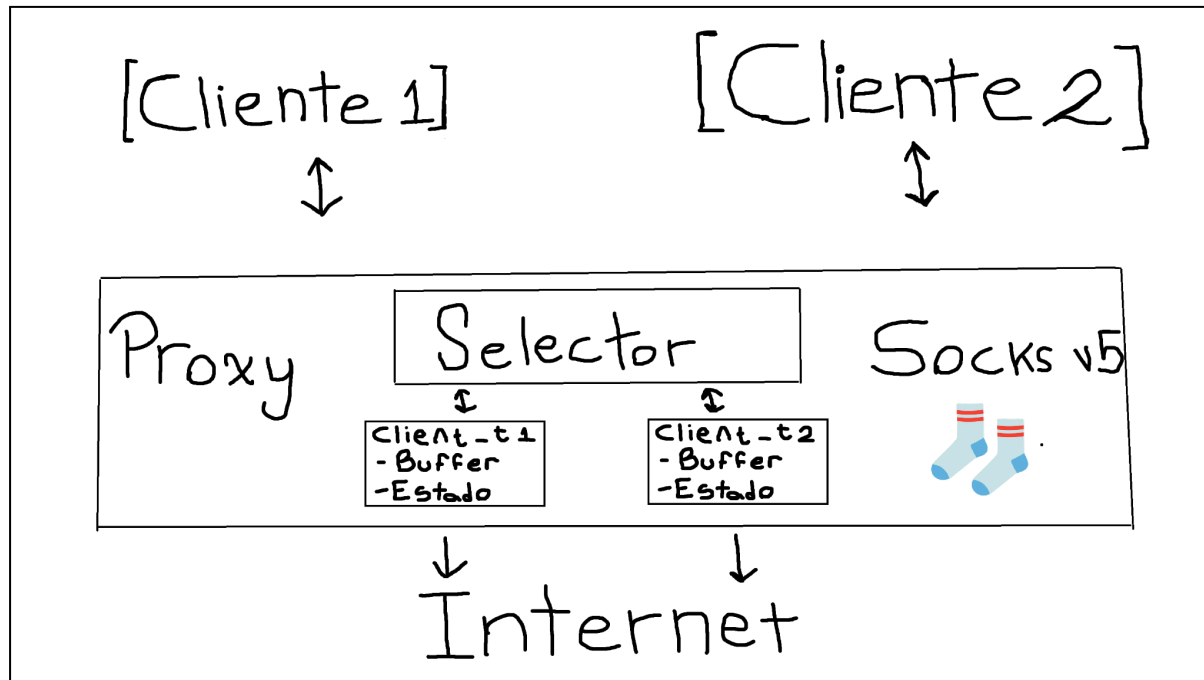 [Cliente 1]
[Cliente 2]
Proxy
Selector
Socks v5
Client_t1
- Buffer
- Estado
Client_t2
- Buffer
- Estado
Internet